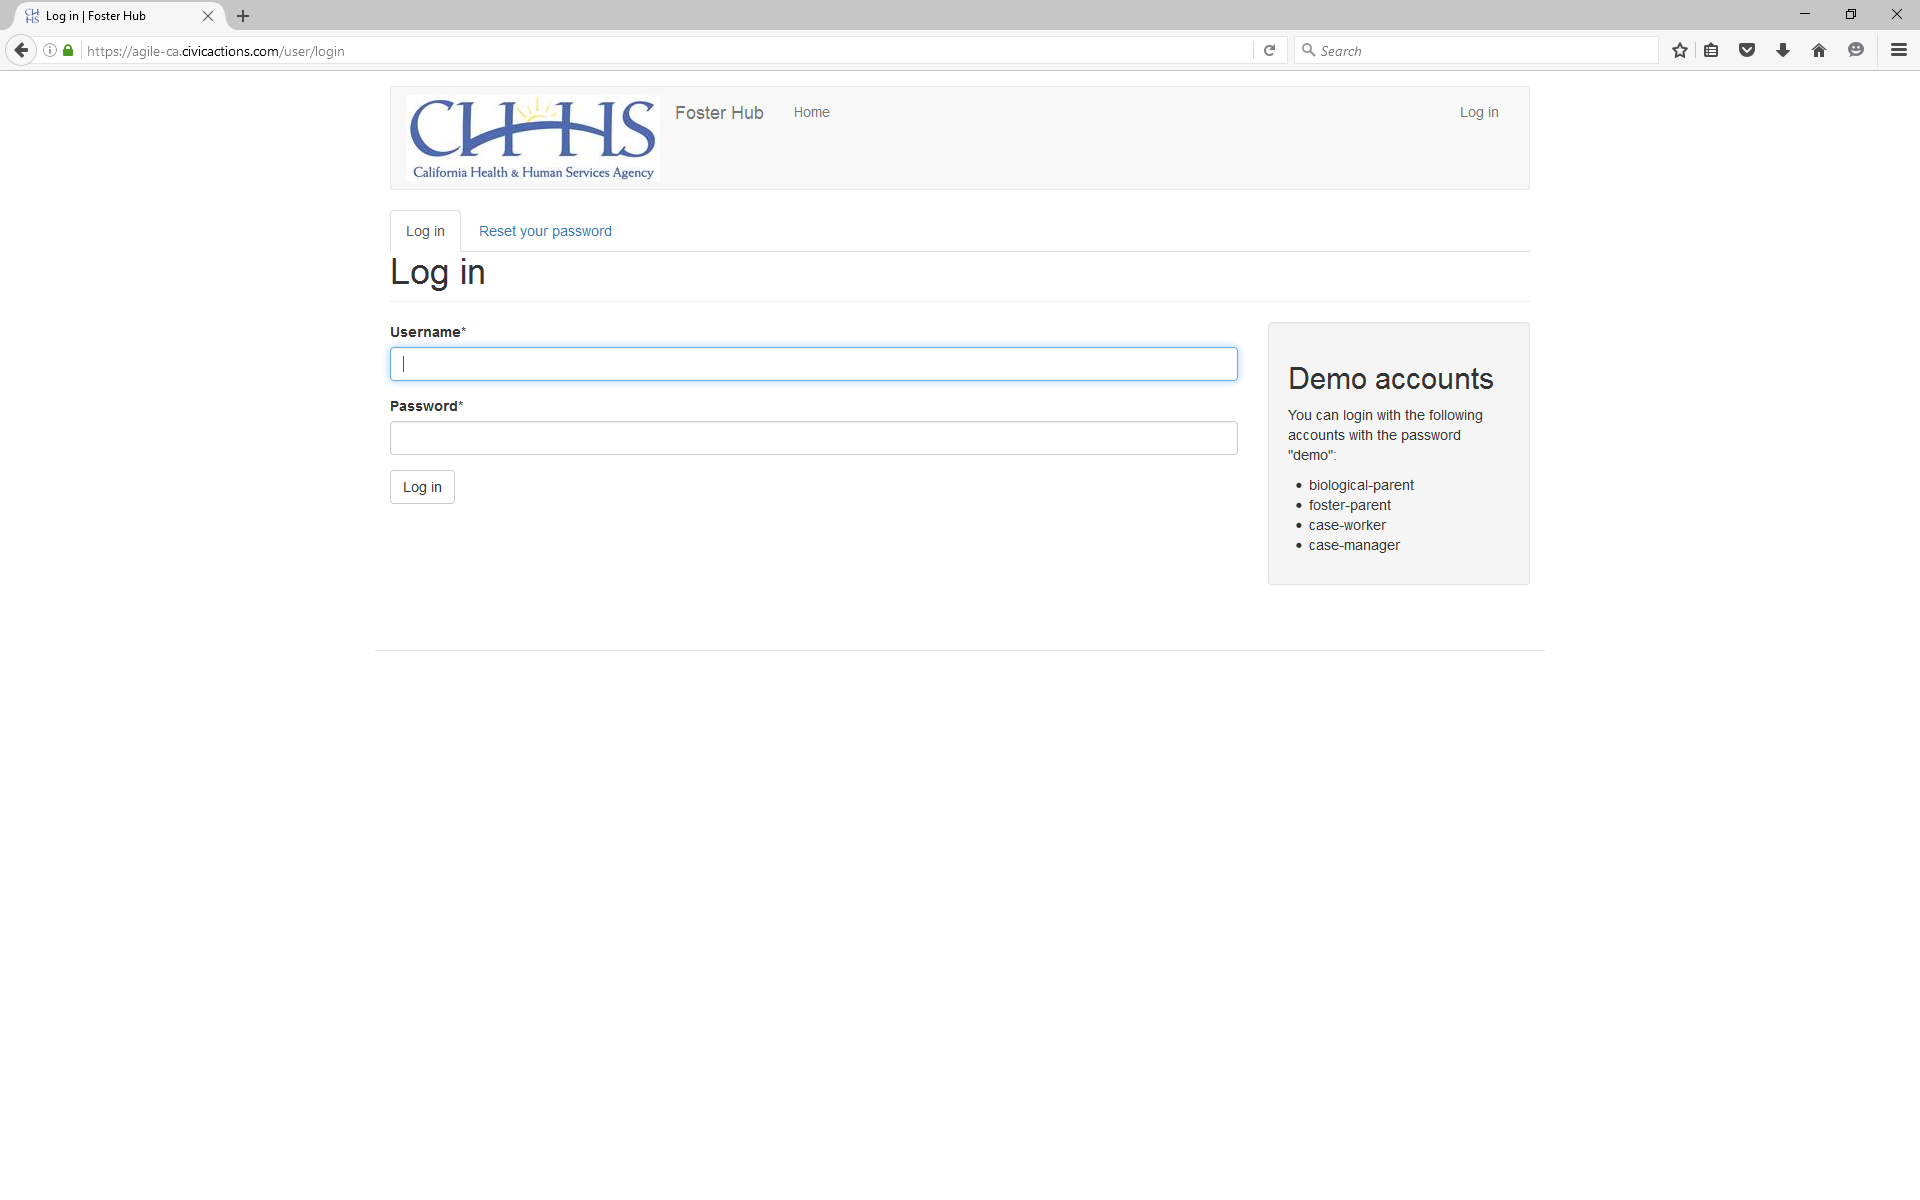 Log in | Foster Hub
https://agile-ca.civicactions.com/user/login
Search
CHHS
California Health & Human Services Agency
Foster Hub
Home
Log in
Log in
Reset your password
Log in
Username*
Password*
Log in
Demo accounts
You can login with the following
accounts with the password
"demo":
biological-parent
foster-parent
case-worker
case-manager